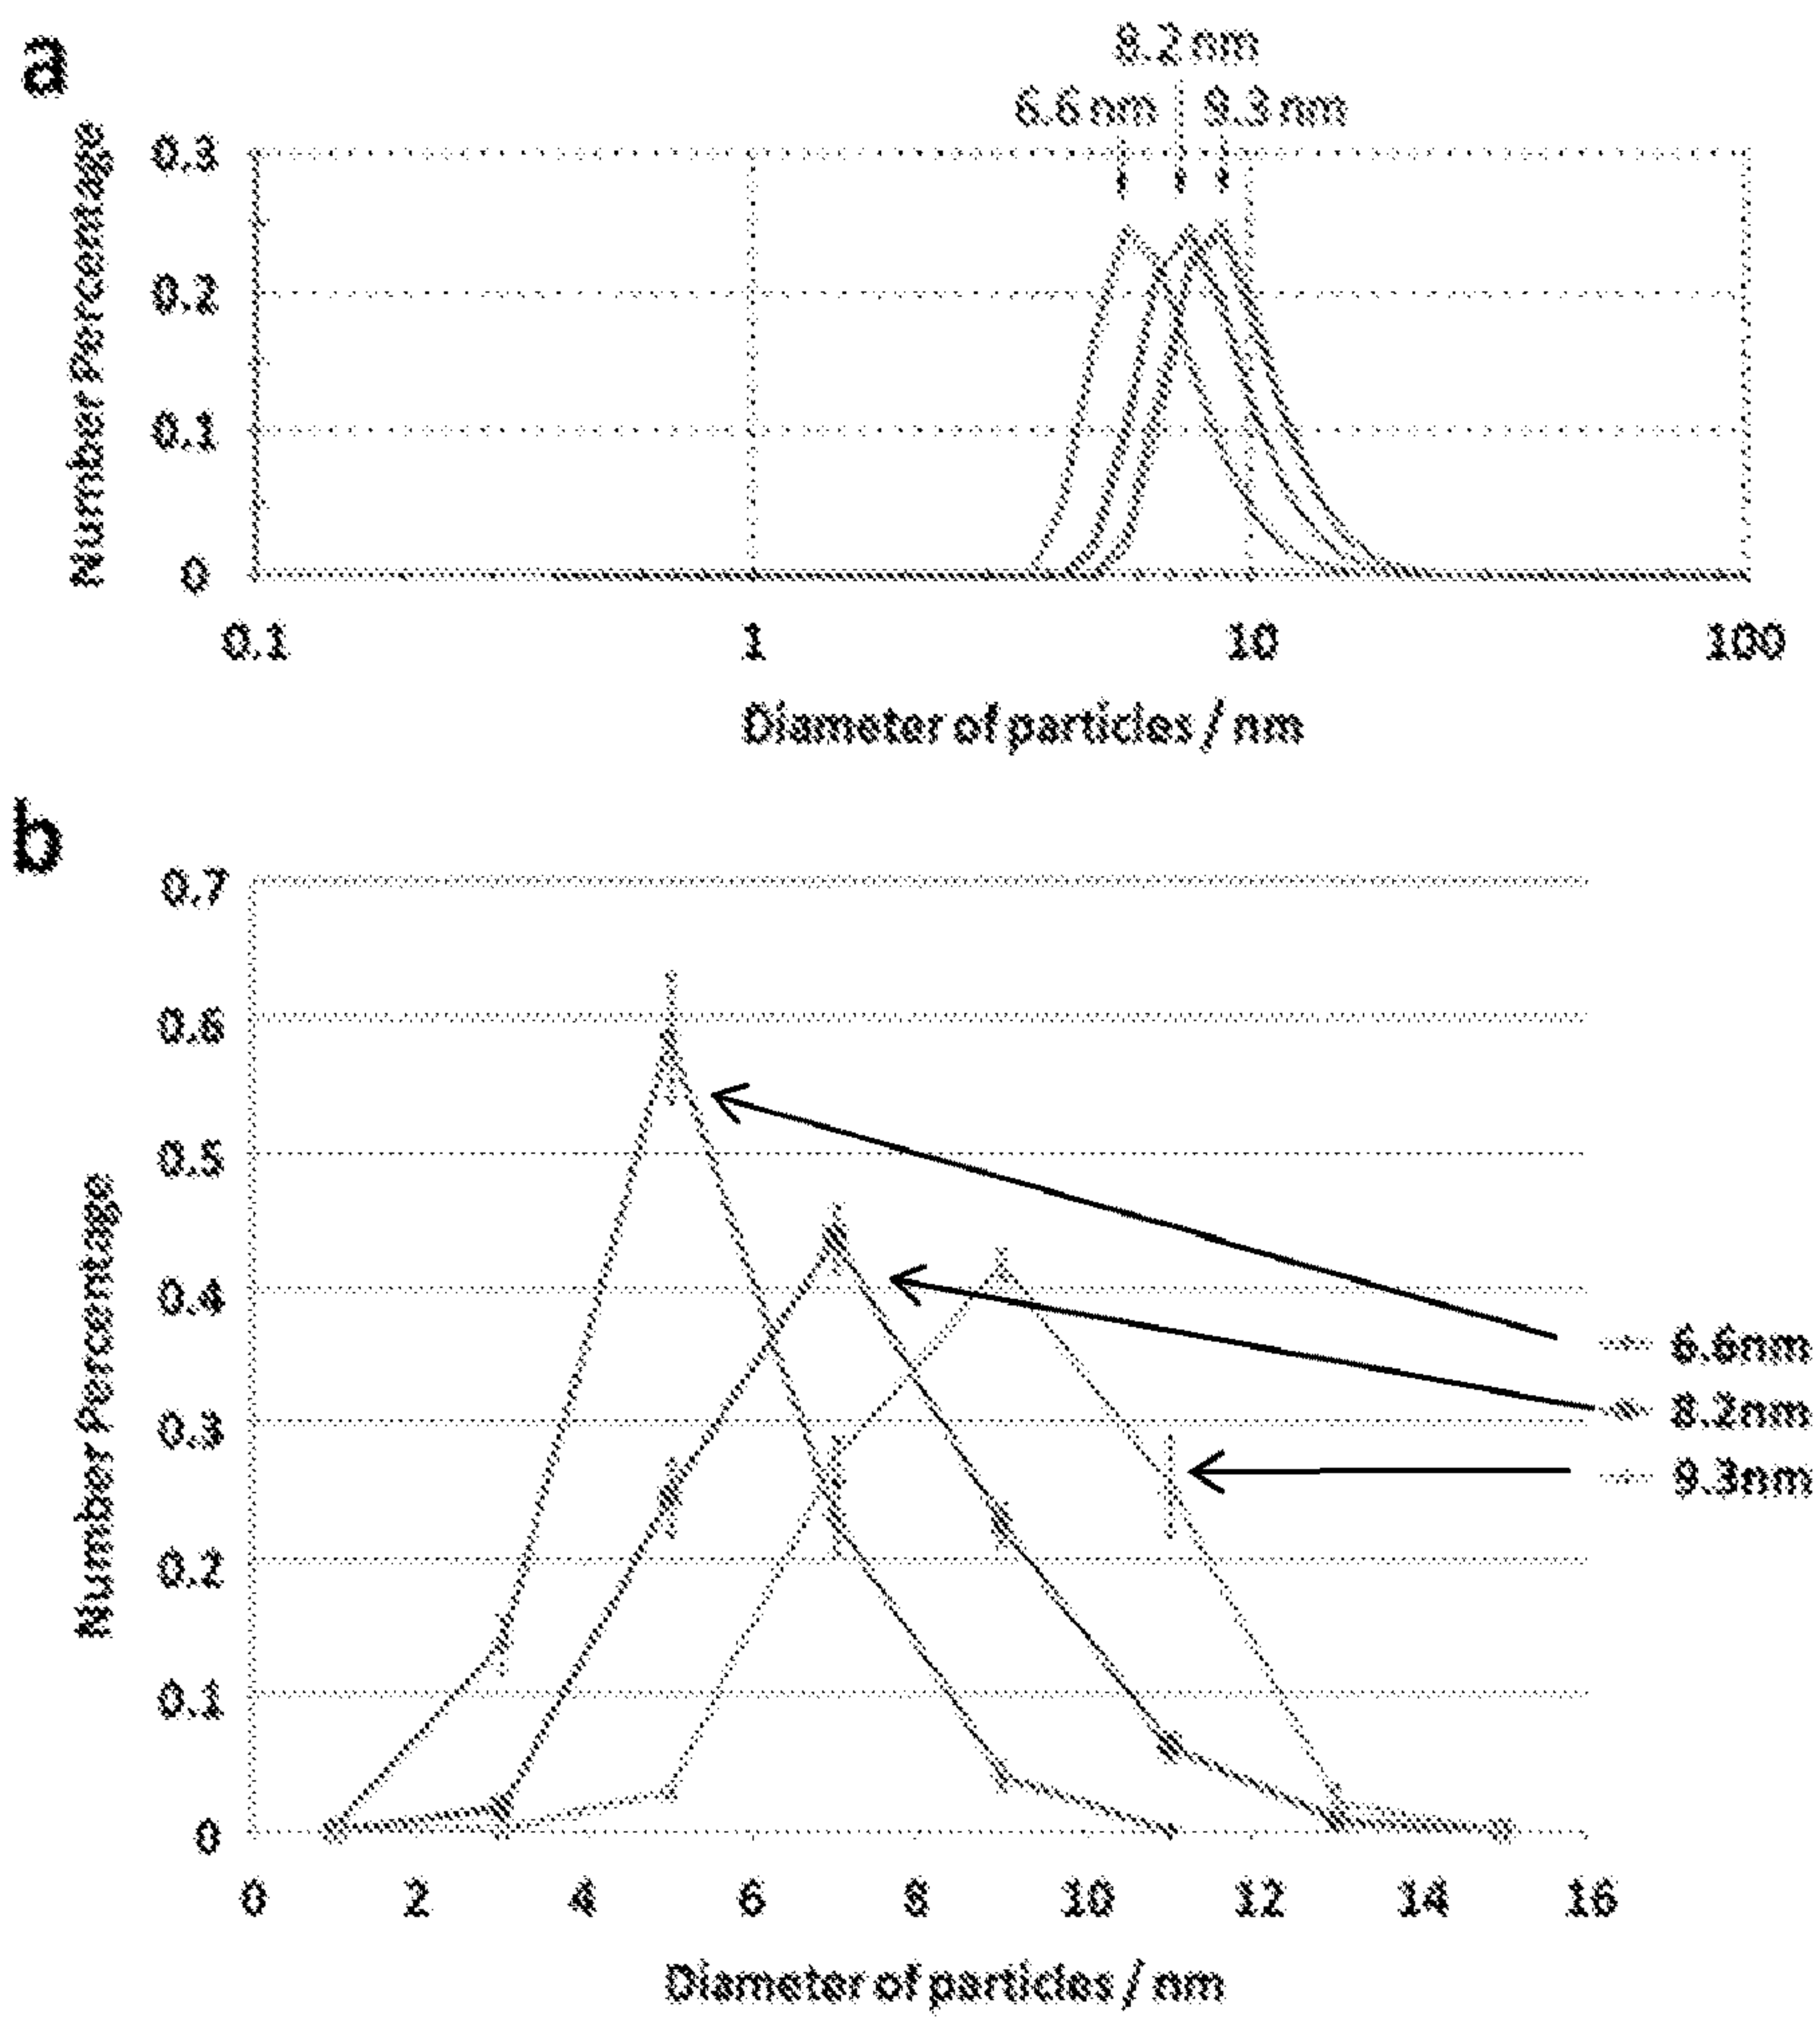 a
8.2 nm
6.6 nm 9.3 nm
Number Percentage
0.3
0.2
0.1
0
0.1 1 10 100
Diameter of particles / nm
b
Number Percentage
0.7
0.6
0.5
0.4
0.3
0.2
0.1
0
6.6nm
8.2nm
9.3nm
0 2 4 6 8 10 12 14 16
Diameter of particles / nm